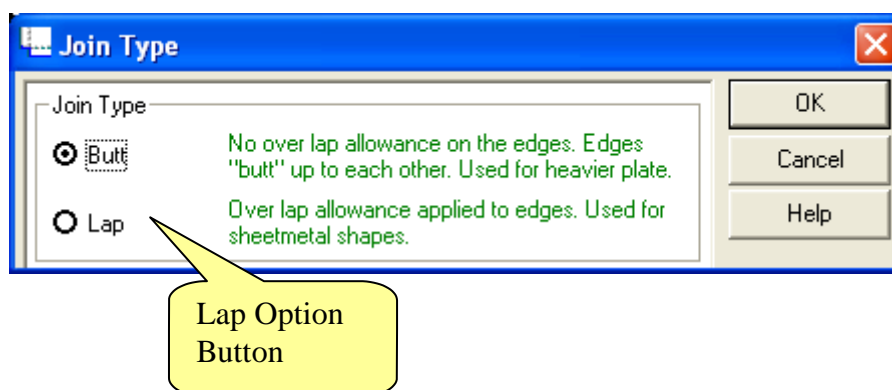 Join Type
Join Type
Butt
No over lap allowance on the edges. Edges
"butt" up to each other. Used for heavier plate.
Lap
Over lap allowance applied to edges. Used for
sheetmetal shapes.
OK
Cancel
Help
Lap Option
Button